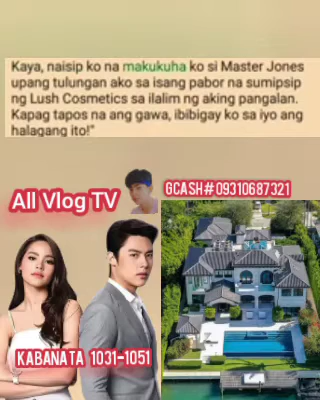 Kaya, naisip ko na makukuha ko si Master Jones
upang tulungan ako sa isang pabor na sumipsip
ng Lush Cosmetics sa ilalim ng aking pangalan.
Kapag tapos na ang gawa, ibibigay ko sa iyo ang
halagang ito!"
All Vlog TV
GCASH# 09310687321
KABANATA 1031-1051